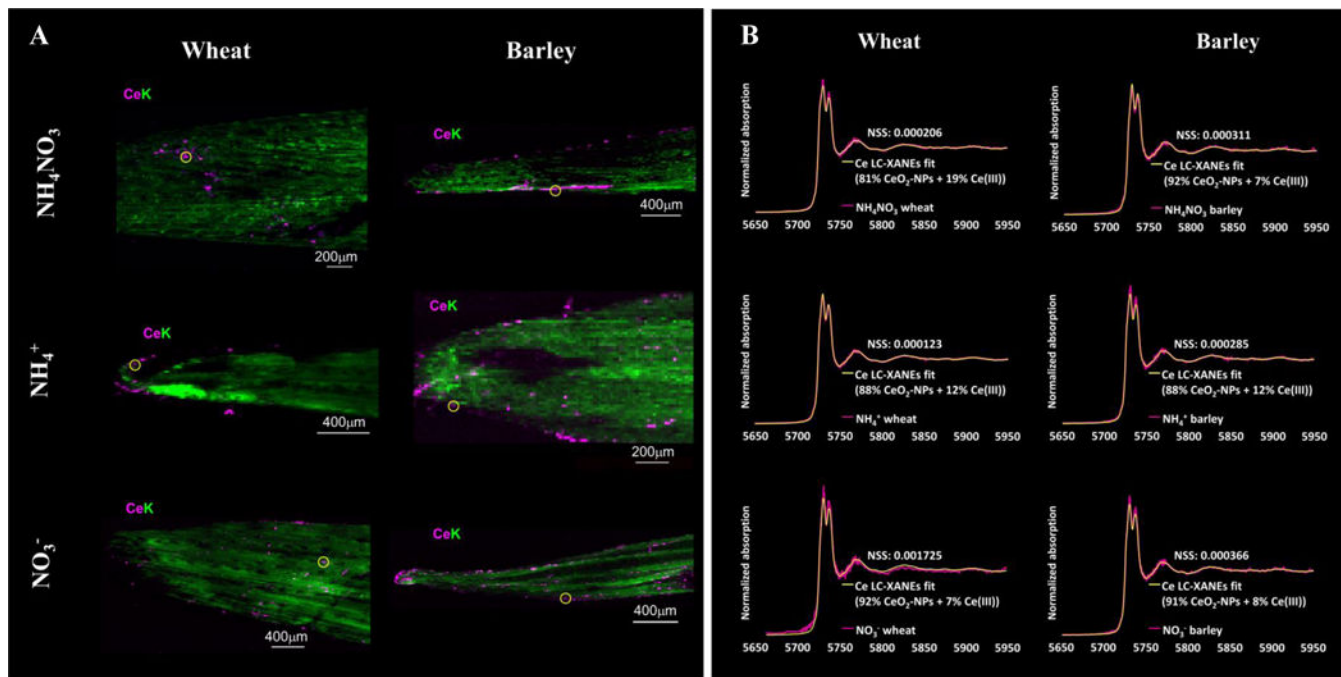 A
Wheat
Barley
NH₄NO₃
CeK
200μm
CeK
400μm
NH₄⁺
CeK
400μm
CeK
200μm
NO₃⁻
CeK
400μm
CeK
400μm
B
Wheat
Barley
Normalized absorption
NSS: 0.000206
Ce LC-XANEs fit
(81% CeO₂-NPs + 19% Ce(III))
NH₄NO₃ wheat
5650 5700 5750 5800 5850 5900 5950
Normalized absorption
NSS: 0.000311
Ce LC-XANEs fit
(92% CeO₂-NPs + 7% Ce(III))
NH₄NO₃ barley
5650 5700 5750 5800 5850 5900 5950
Normalized absorption
NSS: 0.000123
Ce LC-XANEs fit
(88% CeO₂-NPs + 12% Ce(III))
NH₄⁺ wheat
5650 5700 5750 5800 5850 5900 5950
Normalized absorption
NSS: 0.000285
Ce LC-XANEs fit
(88% CeO₂-NPs + 12% Ce(III))
NH₄⁺ barley
5650 5700 5750 5800 5850 5900 5950
Normalized absorption
NSS: 0.001725
Ce LC-XANEs fit
(92% CeO₂-NPs + 7% Ce(III))
NO₃⁻ wheat
5650 5700 5750 5800 5850 5900 5950
Normalized absorption
NSS: 0.000366
Ce LC-XANEs fit
(91% CeO₂-NPs + 8% Ce(III))
NO₃⁻ barley
5650 5700 5750 5800 5850 5900 5950